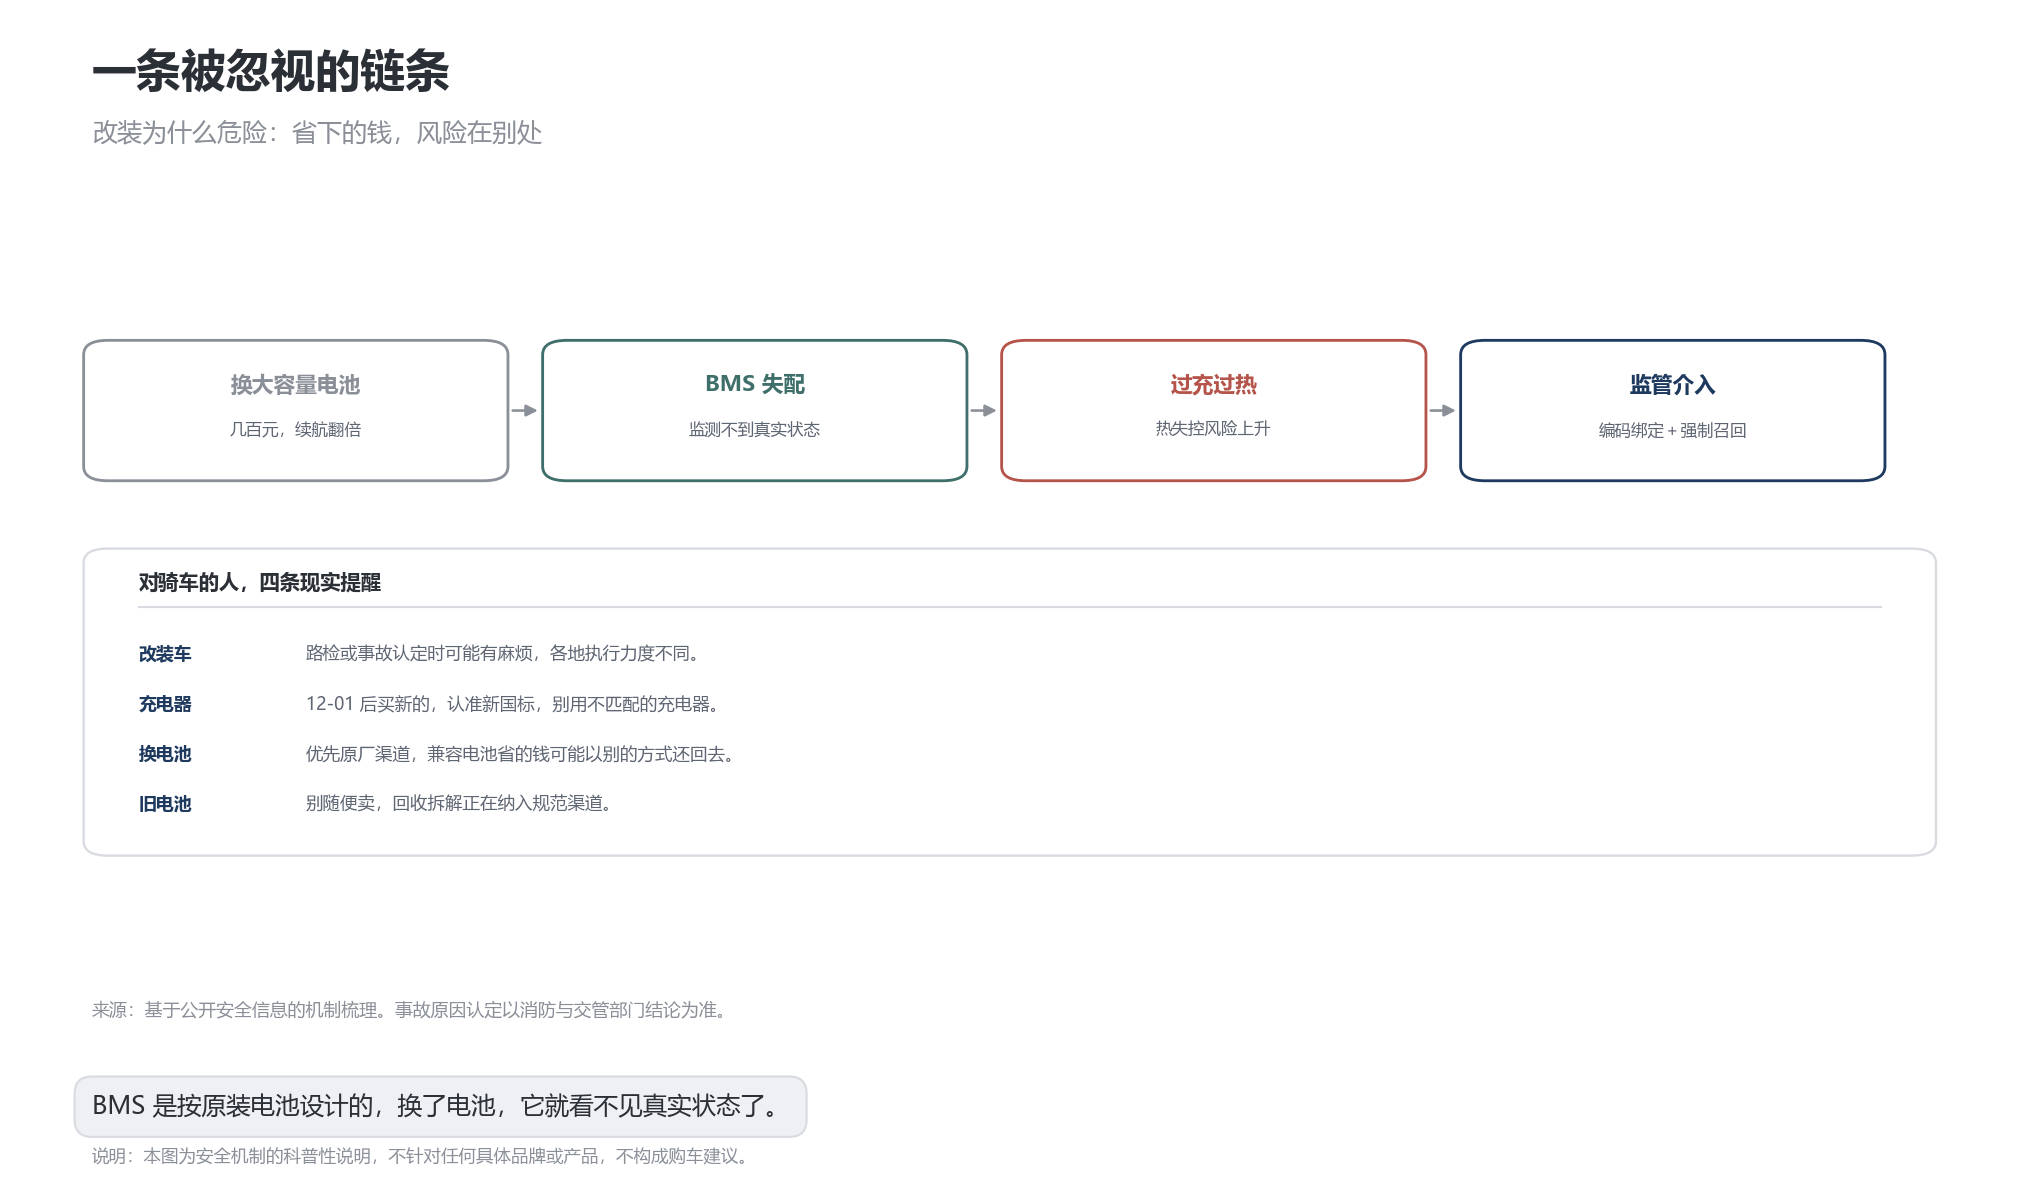 一条被忽视的链条
改装为什么危险：省下的钱，风险在别处
换大容量电池
几百元，续航翻倍
BMS 失配
监测不到真实状态
过充过热
热失控风险上升
监管介入
编码绑定＋强制召回
对骑车的人，四条现实提醒
改装车 路检或事故认定时可能有麻烦，各地执行力度不同。
充电器 12-01 后买新的，认准新国标，别用不匹配的充电器。
换电池 优先原厂渠道，兼容电池省的钱可能以别的方式还回去。
旧电池 别随便卖，回收拆解正在纳入规范渠道。
来源：基于公开安全信息的机制梳理。事故原因认定以消防与交管部门结论为准。
BMS 是按原装电池设计的，换了电池，它就看不见真实状态了。
说明：本图为安全机制的科普性说明，不针对任何具体品牌或产品，不构成购车建议。